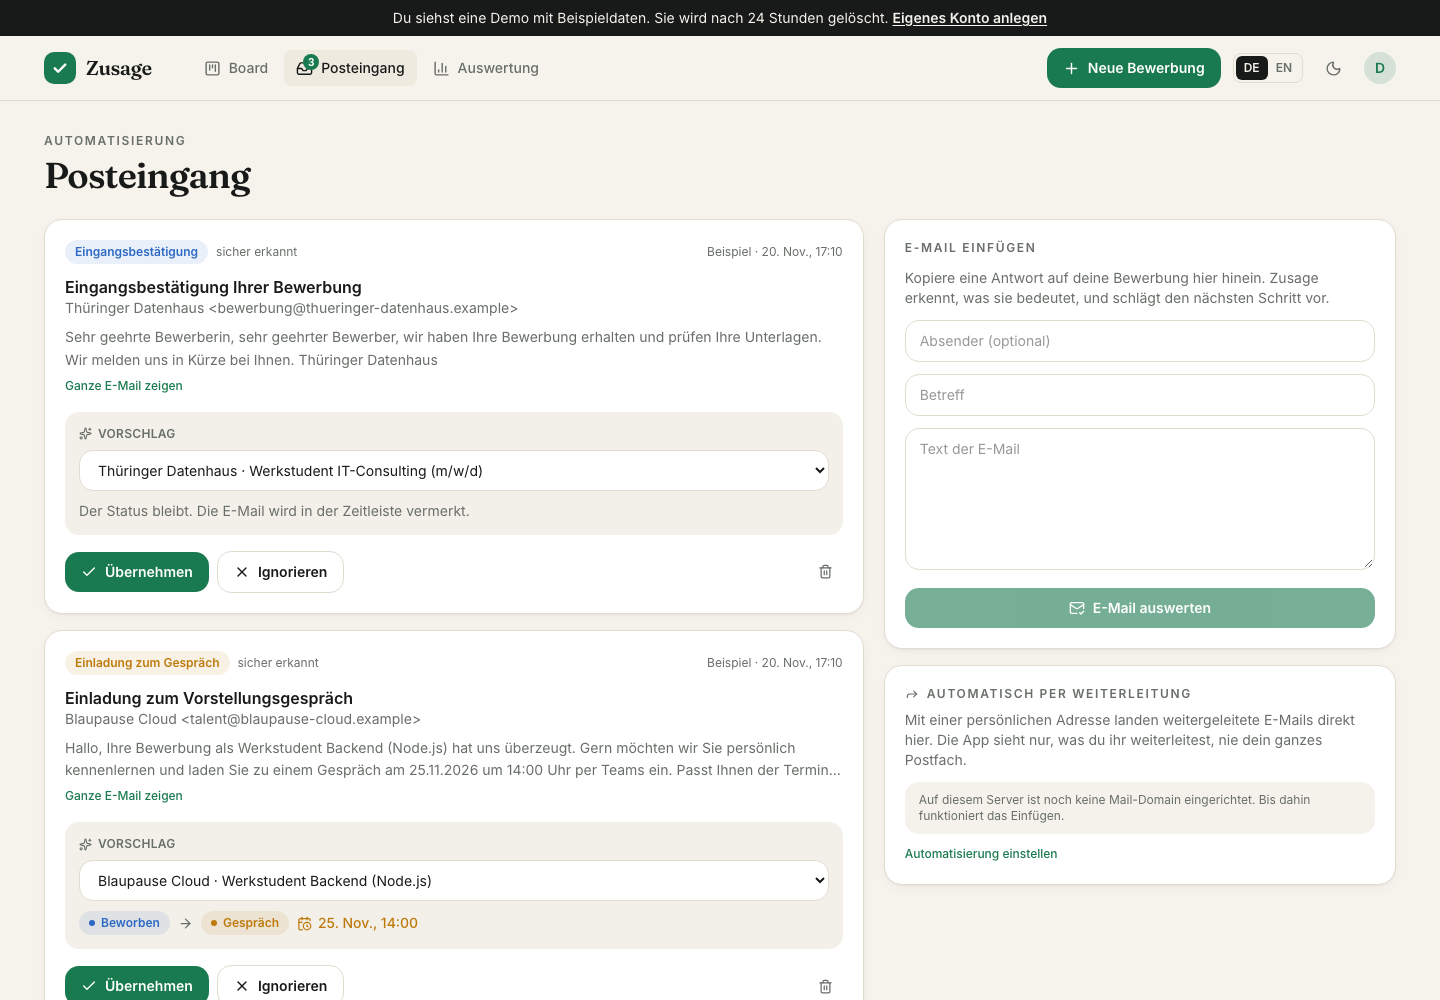 Du siehst eine Demo mit Beispieldaten. Sie wird nach 24 Stunden gelöscht. Eigenes Konto anlegen
Zusage
Board
3
Posteingang
Auswertung
Neue Bewerbung
DE
EN
D
AUTOMATISIERUNG
Posteingang
Eingangsbestätigung
sicher erkannt
Beispiel · 20. Nov., 17:10
Eingangsbestätigung Ihrer Bewerbung
Thüringer Datenhaus <bewerbung@thueringer-datenhaus.example>
Sehr geehrte Bewerberin, sehr geehrter Bewerber, wir haben Ihre Bewerbung erhalten und prüfen Ihre Unterlagen.
Wir melden uns in Kürze bei Ihnen. Thüringer Datenhaus
Ganze E-Mail zeigen
VORSCHLAG
Thüringer Datenhaus · Werkstudent IT-Consulting (m/w/d)
Der Status bleibt. Die E-Mail wird in der Zeitleiste vermerkt.
Übernehmen
Ignorieren
Einladung zum Gespräch
sicher erkannt
Beispiel · 20. Nov., 17:10
Einladung zum Vorstellungsgespräch
Blaupause Cloud <talent@blaupause-cloud.example>
Hallo, Ihre Bewerbung als Werkstudent Backend (Node.js) hat uns überzeugt. Gern möchten wir Sie persönlich
kennenlernen und laden Sie zu einem Gespräch am 25.11.2026 um 14:00 Uhr per Teams ein. Passt Ihnen der Termin...
Ganze E-Mail zeigen
VORSCHLAG
Blaupause Cloud · Werkstudent Backend (Node.js)
Beworben
Gespräch
25. Nov., 14:00
Übernehmen
Ignorieren
E-MAIL EINFÜGEN
Kopiere eine Antwort auf deine Bewerbung hier hinein. Zusage
erkennt, was sie bedeutet, und schlägt den nächsten Schritt vor.
Absender (optional)
Betreff
Text der E-Mail
E-Mail auswerten
AUTOMATISCH PER WEITERLEITUNG
Mit einer persönlichen Adresse landen weitergeleitete E-Mails direkt
hier. Die App sieht nur, was du ihr weiterleitest, nie dein ganzes
Postfach.
Auf diesem Server ist noch keine Mail-Domain eingerichtet. Bis dahin
funktioniert das Einfügen.
Automatisierung einstellen